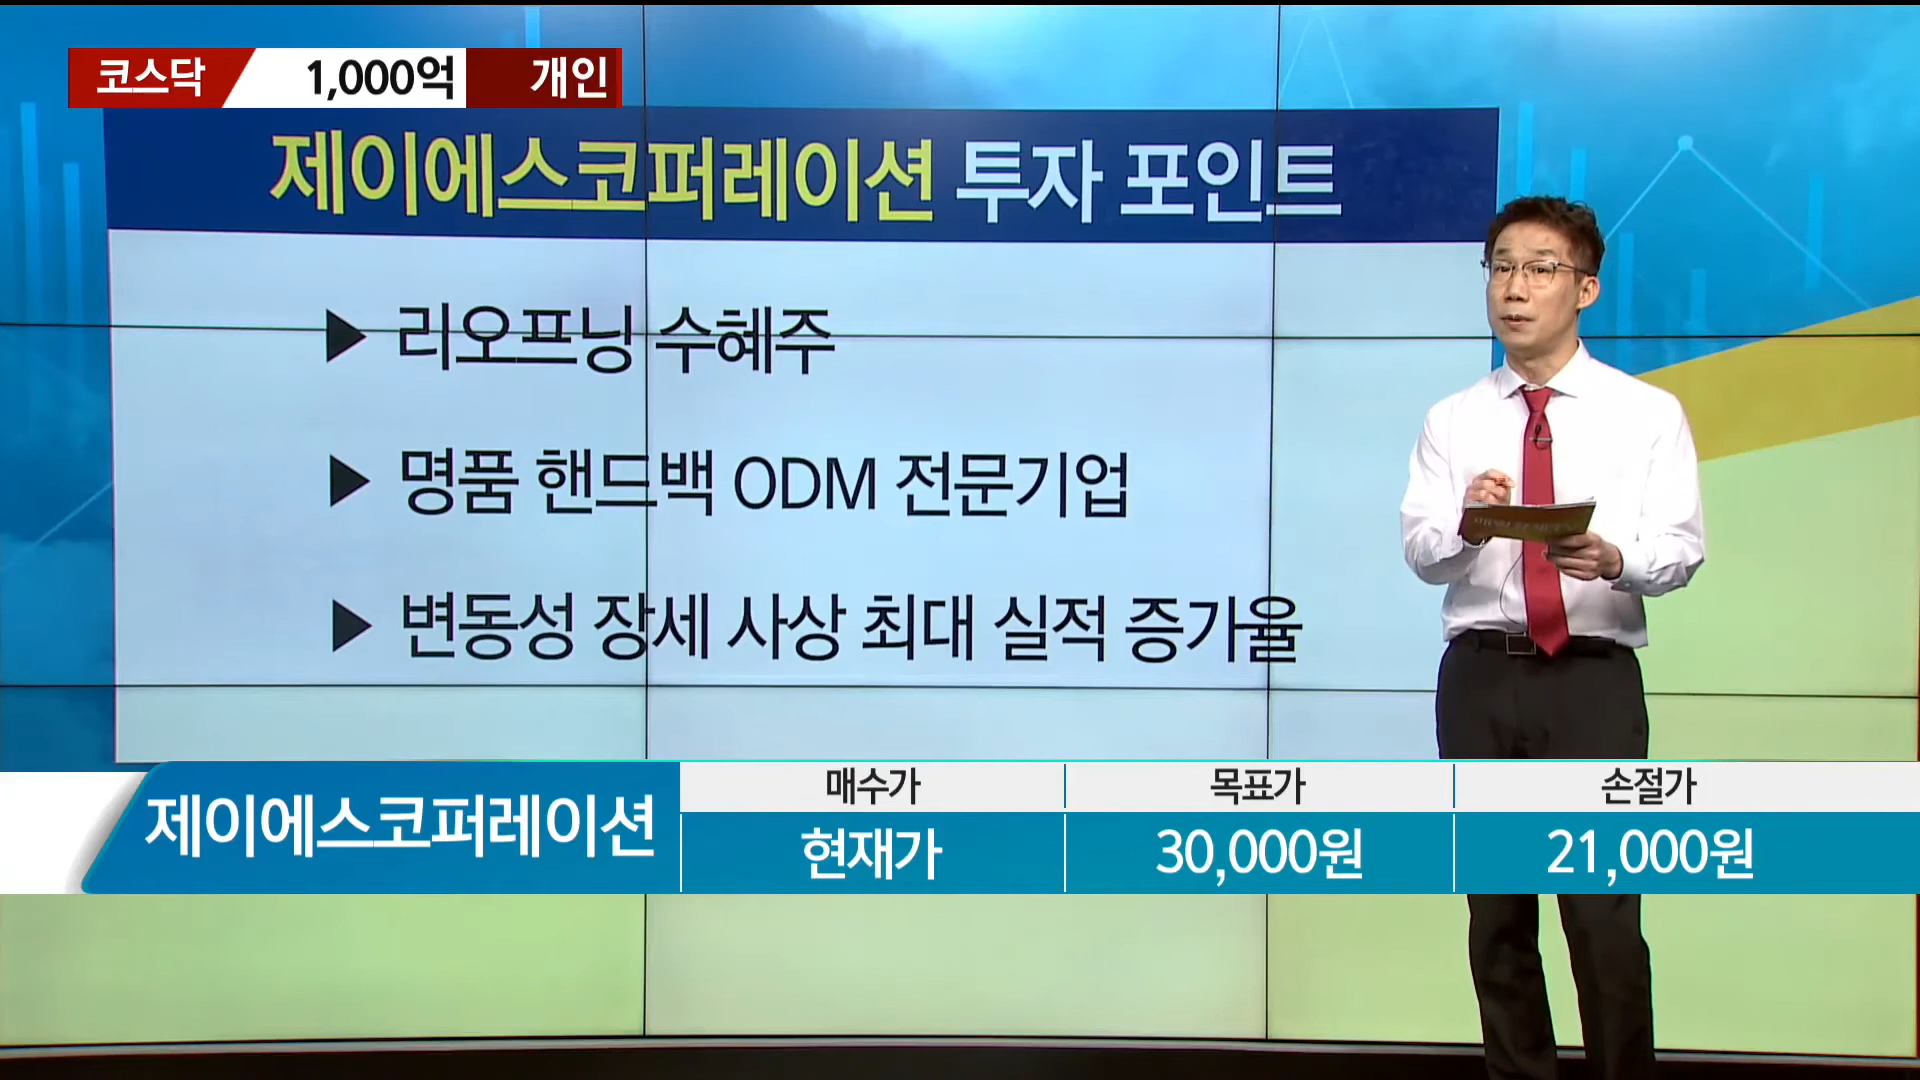 코스닥 1,000억 개인
제이에스코퍼레이션 투자 포인트
▶ 리오프닝 수혜주
▶ 명품 핸드백 ODM 전문기업
▶ 변동성 장세 사상 최대 실적 증가율
제이에스코퍼레이션
매수가 목표가 손절가
현재가 30,000원 21,000원